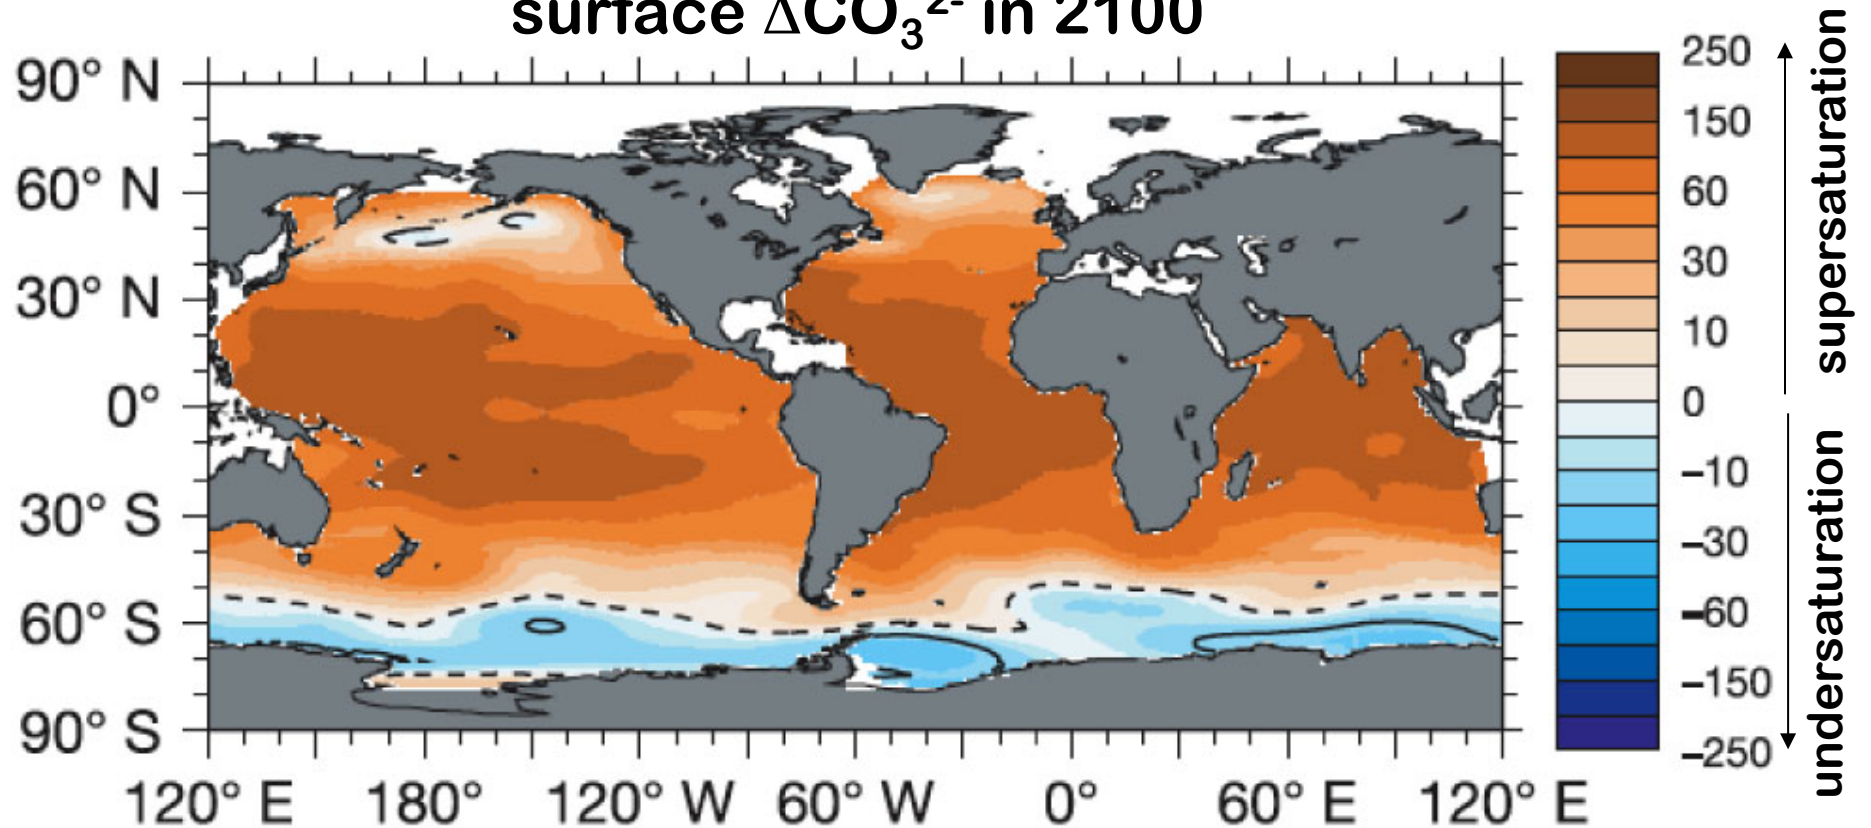 surface ΔCO₃²⁻ in 2100
90° N
60° N
30° N
0°
30° S
60° S
90° S
120° E 180° 120° W 60° W 0° 60° E 120° E
250
150
60
30
10
0
−10
−30
−60
−150
−250
supersaturation
undersaturation